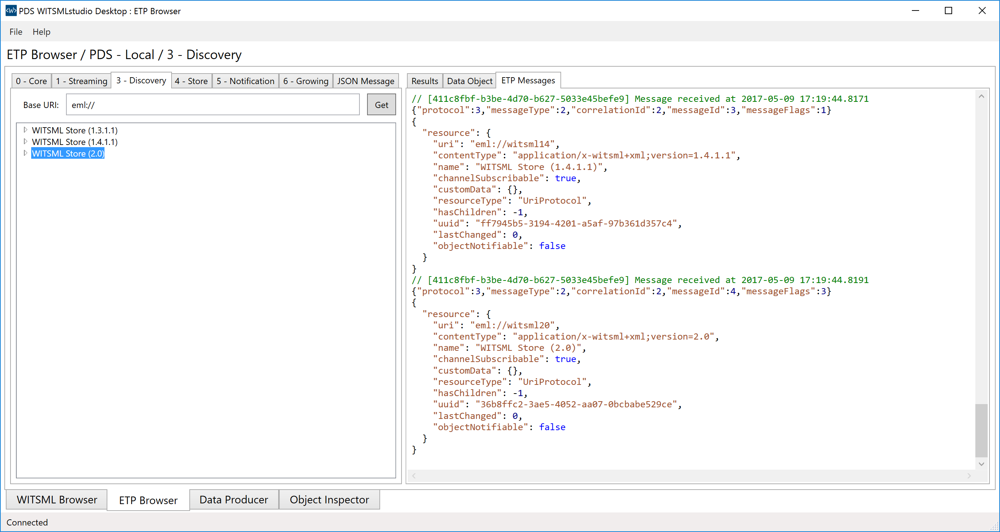 <W> PDS WITSMLstudio Desktop : ETP Browser
File Help
ETP Browser / PDS - Local / 3 - Discovery
0 - Core 1 - Streaming 3 - Discovery 4 - Store 5 - Notification 6 - Growing JSON Message
Base URI: eml:// Get
WITSML Store (1.3.1.1)
WITSML Store (1.4.1.1)
WITSML Store (2.0)
Results Data Object ETP Messages
// [411c8fbf-b3be-4d70-b627-5033e45befe9] Message received at 2017-05-09 17:19:44.8171
{"protocol":3,"messageType":2,"correlationId":2,"messageId":3,"messageFlags":1}
{
  "resource": {
    "uri": "eml://witsml14",
    "contentType": "application/x-witsml+xml;version=1.4.1.1",
    "name": "WITSML Store (1.4.1.1)",
    "channelSubscribable": true,
    "customData": {},
    "resourceType": "UriProtocol",
    "hasChildren": -1,
    "uuid": "ff7945b5-3194-4201-a5af-97b361d357c4",
    "lastChanged": 0,
    "objectNotifiable": false
  }
}
// [411c8fbf-b3be-4d70-b627-5033e45befe9] Message received at 2017-05-09 17:19:44.8191
{"protocol":3,"messageType":2,"correlationId":2,"messageId":4,"messageFlags":3}
{
  "resource": {
    "uri": "eml://witsml20",
    "contentType": "application/x-witsml+xml;version=2.0",
    "name": "WITSML Store (2.0)",
    "channelSubscribable": true,
    "customData": {},
    "resourceType": "UriProtocol",
    "hasChildren": -1,
    "uuid": "36b8ffc2-3ae5-4052-aa07-0bcbabe529ce",
    "lastChanged": 0,
    "objectNotifiable": false
  }
}
WITSML Browser ETP Browser Data Producer Object Inspector
Connected